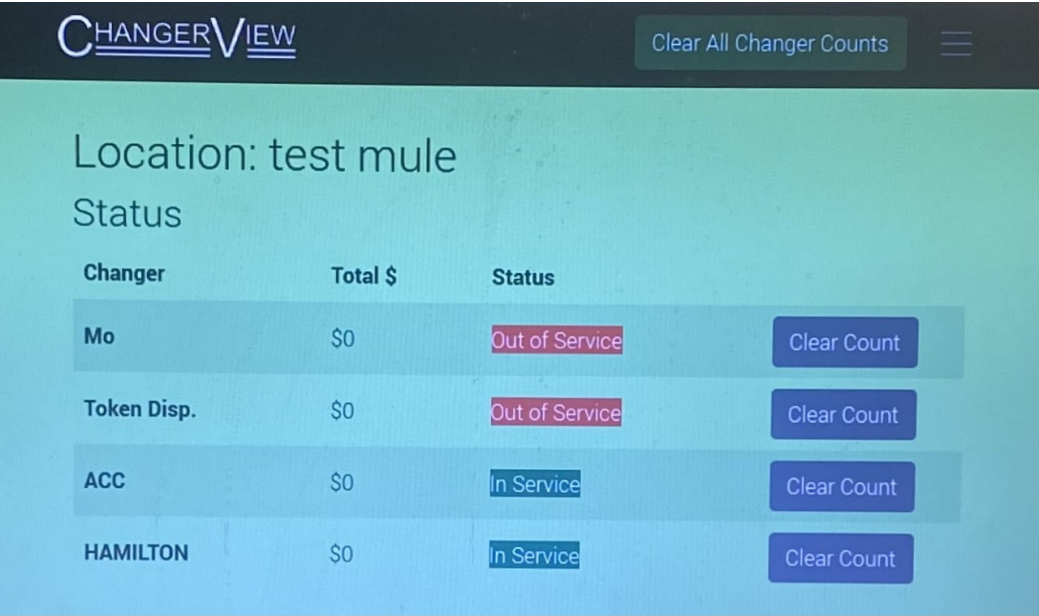 CHANGERVIEW
Clear All Changer Counts
Location: test mule
Status
Changer Total $ Status
Mo $0 Out of Service Clear Count
Token Disp. $0 Out of Service Clear Count
ACC $0 In Service Clear Count
HAMILTON $0 In Service Clear Count